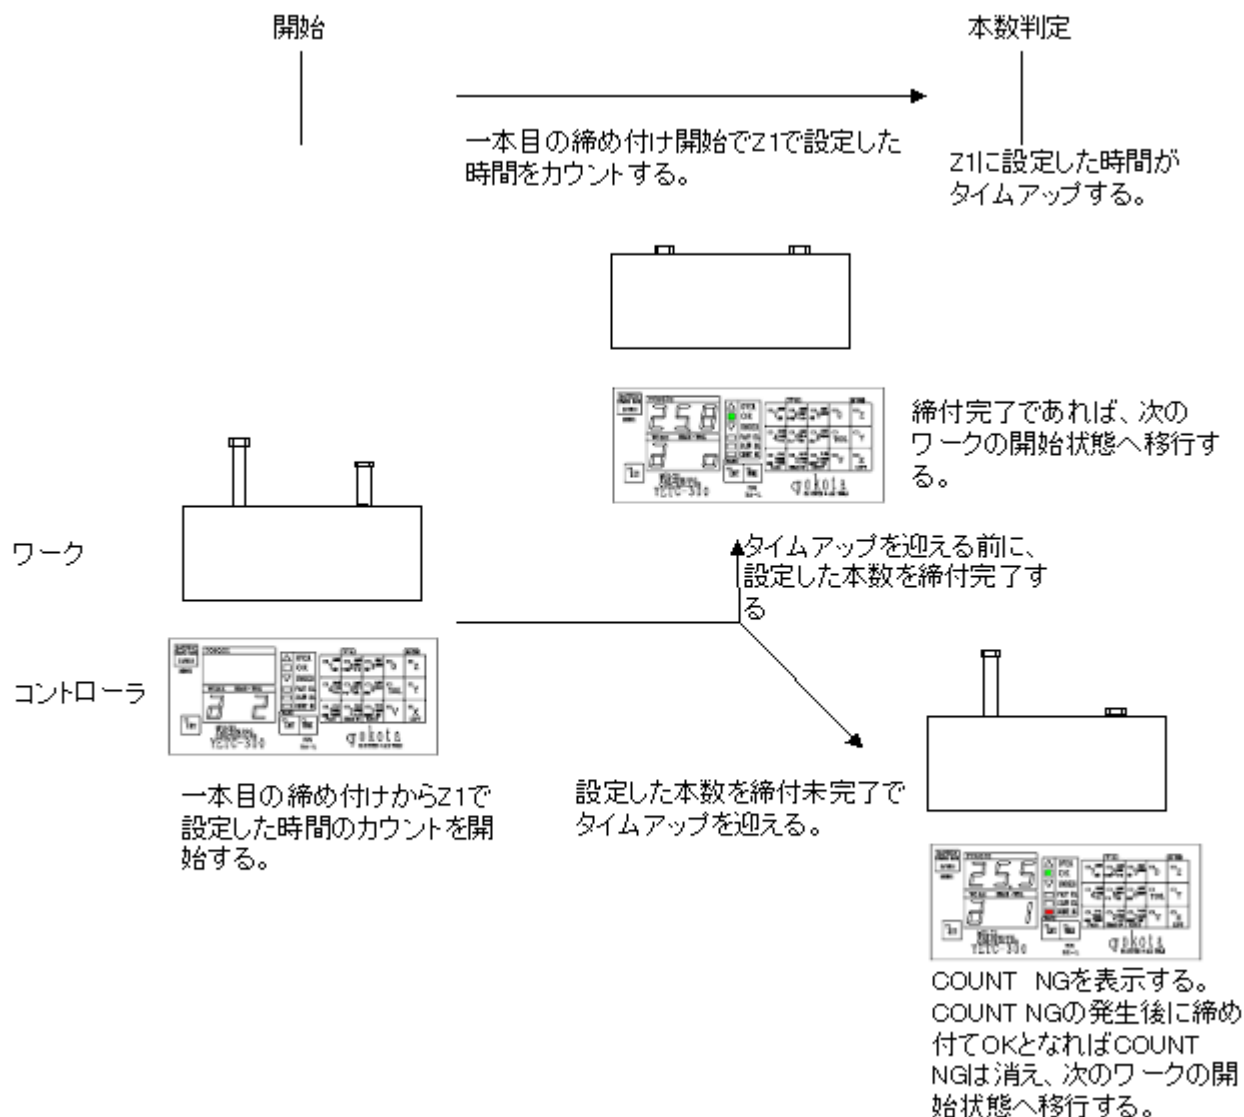 開始
本数判定
一本目の締め付け開始でZ1で設定した
時間をカウントする。
Z1に設定した時間が
タイムアップする。
258
締付完了であれば、次の
ワークの開始状態へ移行す
る。
タイムアップを迎える前に、
設定した本数を締付完了す
る
ワーク
コントローラ
2
YETC-300
yokota
一本目の締め付けからZ1で
設定した時間のカウントを開
始する。
設定した本数を締付未完了で
タイムアップを迎える。
25.5
1
yokota
COUNT NGを表示する。
COUNT NGの発生後に締め
付てOKとなればCOUNT
NGは消え、次のワークの開
始状態へ移行する。